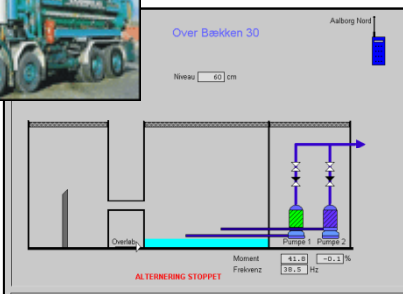 Aalborg Nord
Over Bækken 30
Niveau 60 cm
Overløb
Pumpe 1 Pumpe 2
Moment 41.8 -0.1 %
Frekvenz 38.5 Hz
ALTERNERING STOPPET